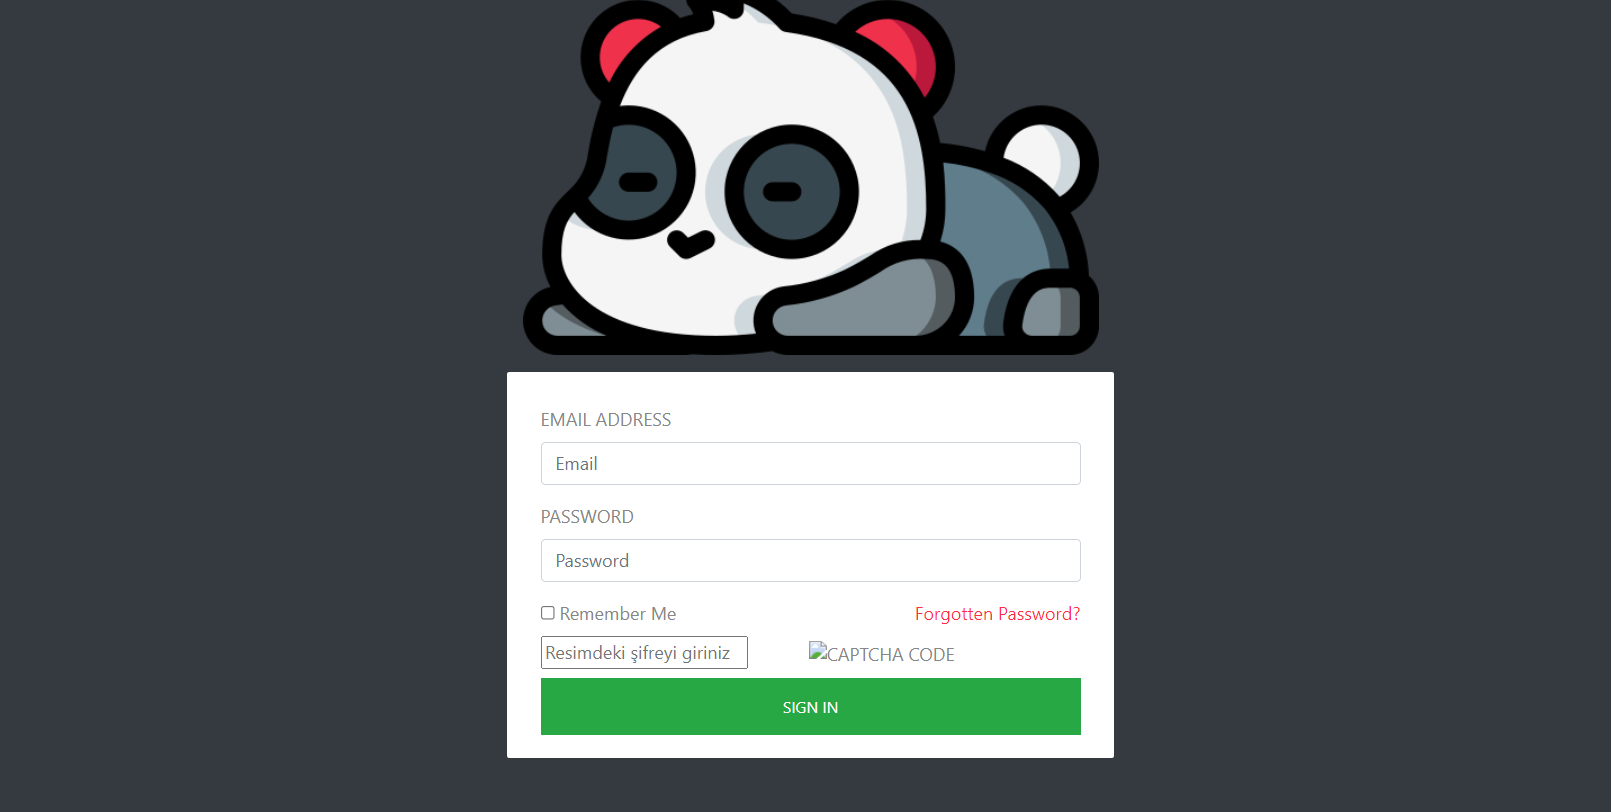 EMAIL ADDRESS
Email
PASSWORD
Password
Remember Me
Forgotten Password?
Resimdeki şifreyi giriniz
CAPTCHA CODE
SIGN IN